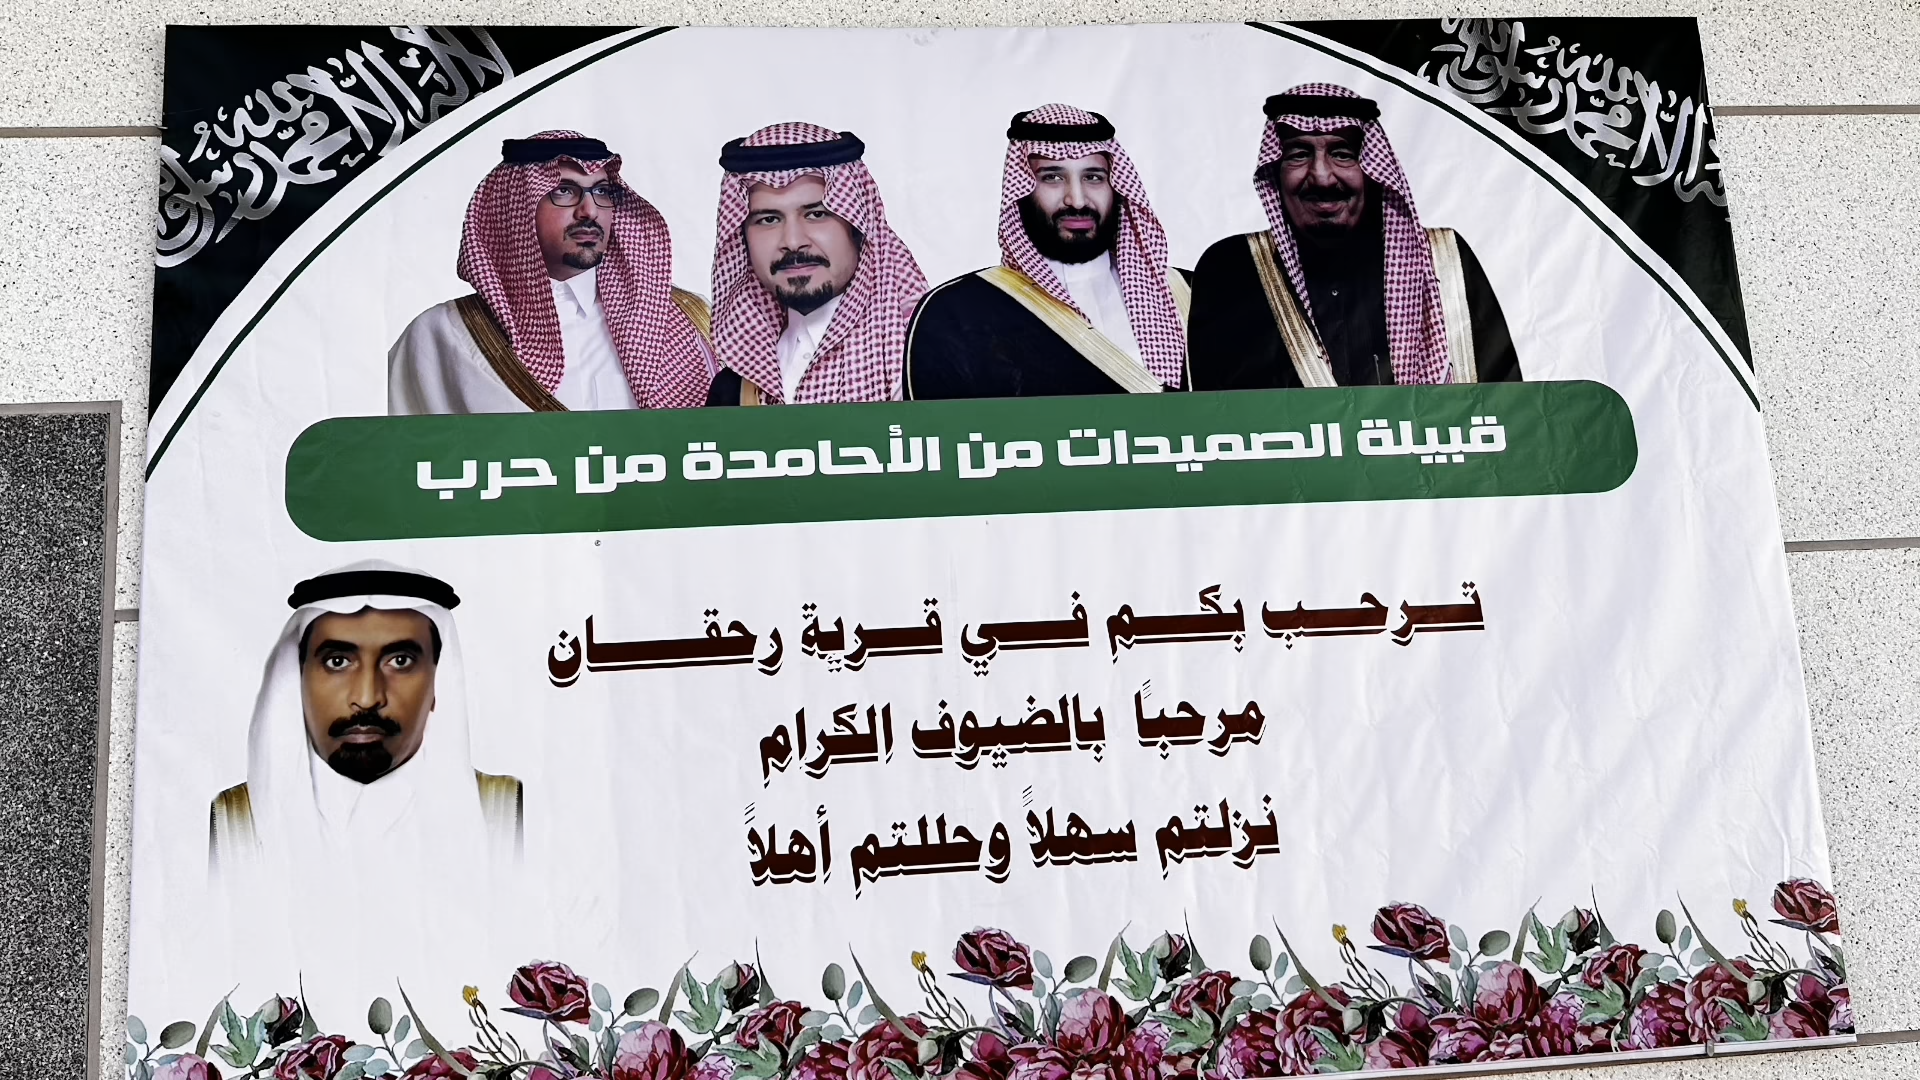 قبيلة الصميدات من الأحامدة من حرب
ترحب بكم في قرية رحقان
مرحباً بالضيوف الكرام
نزلتم سهلاً وحللتم أهلاً